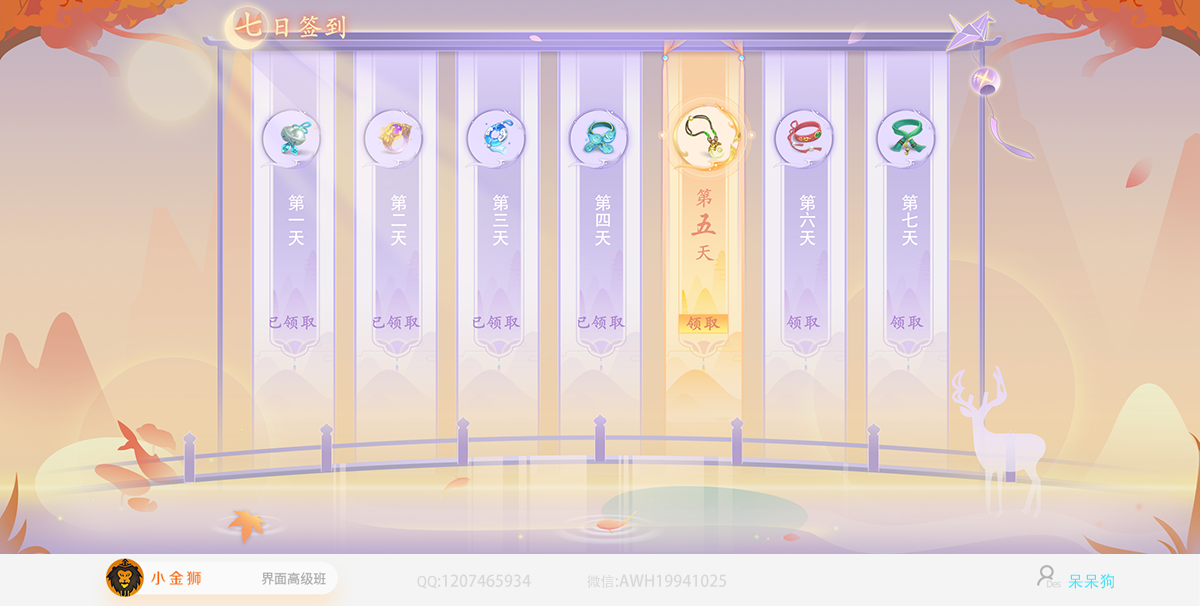 七日签到
第一天
第二天
第三天
第四天
第五天
第六天
第七天
已领取
已领取
已领取
已领取
领取
领取
领取
小金狮
界面高级班
QQ:1207465934
微信:AWH19941025
Des
呆呆狗